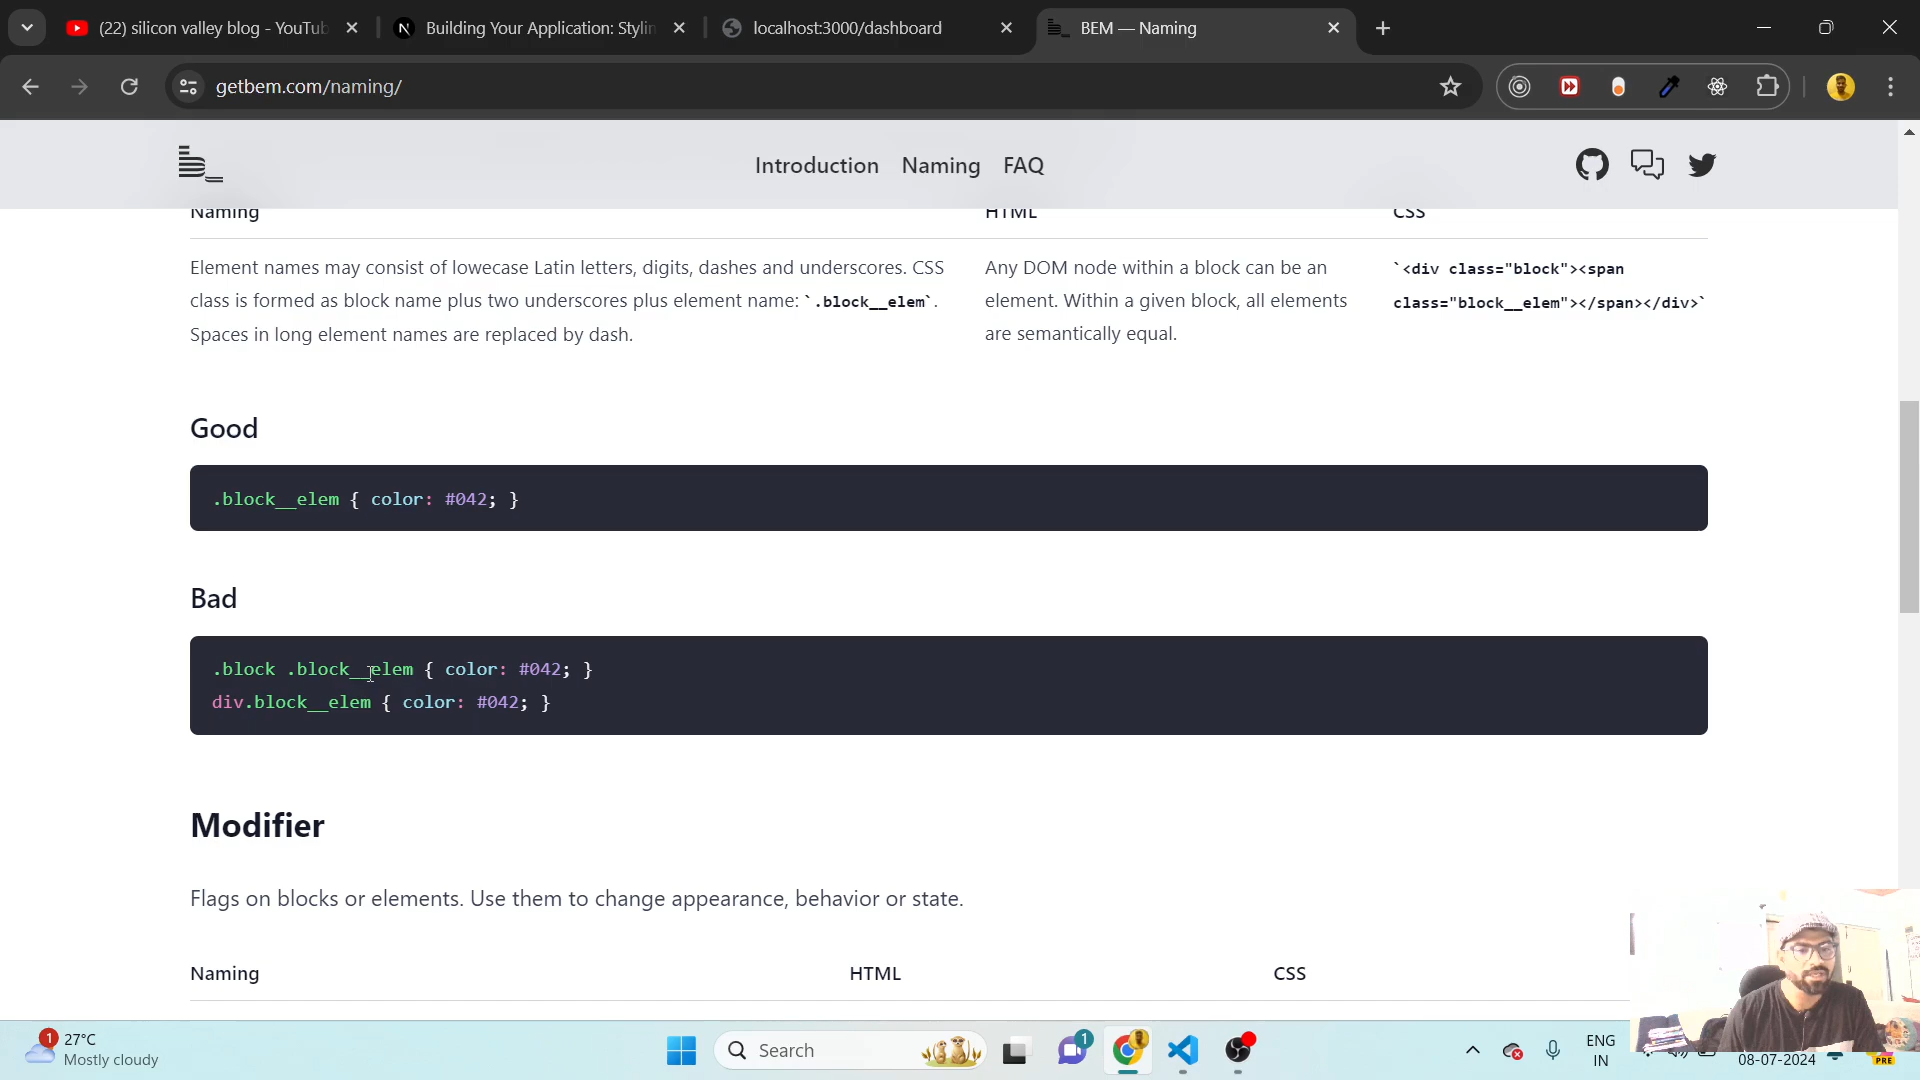 (22) silicon valley blog - YouTub
Building Your Application: Stylin
localhost:3000/dashboard
BEM — Naming
getbem.com/naming/
Introduction
Naming
FAQ
Naming
HTML
CSS
Element names may consist of lowecase Latin letters, digits, dashes and underscores. CSS
class is formed as block name plus two underscores plus element name: `.block__elem`.
Spaces in long element names are replaced by dash.
Any DOM node within a block can be an
element. Within a given block, all elements
are semantically equal.
`<div class="block"><span
class="block__elem"></span></div>`
Good
.block__elem { color: #042; }
Bad
.block .block__elem { color: #042; }
div.block__elem { color: #042; }
Modifier
Flags on blocks or elements. Use them to change appearance, behavior or state.
Naming
HTML
CSS
1
27°C
Mostly cloudy
Search
1
ENG
IN
08-07-2024
PRE